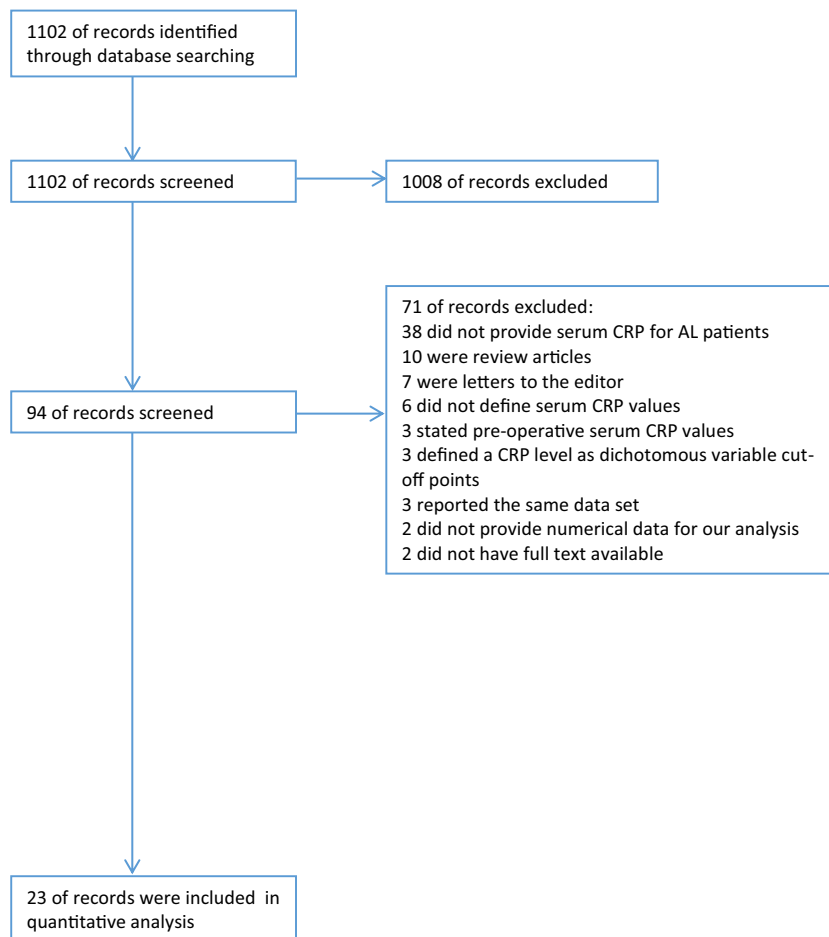 1102 of records identified
through database searching
1102 of records screened
1008 of records excluded
71 of records excluded:
38 did not provide serum CRP for AL patients
10 were review articles
7 were letters to the editor
6 did not define serum CRP values
3 stated pre-operative serum CRP values
3 defined a CRP level as dichotomous variable cut-
off points
3 reported the same data set
2 did not provide numerical data for our analysis
2 did not have full text available
94 of records screened
23 of records were included in
quantitative analysis